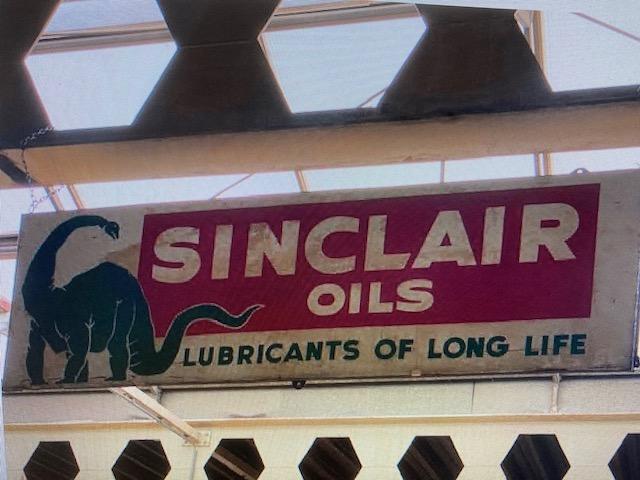 SINCLAIR
OILS
LUBRICANTS OF LONG LIFE